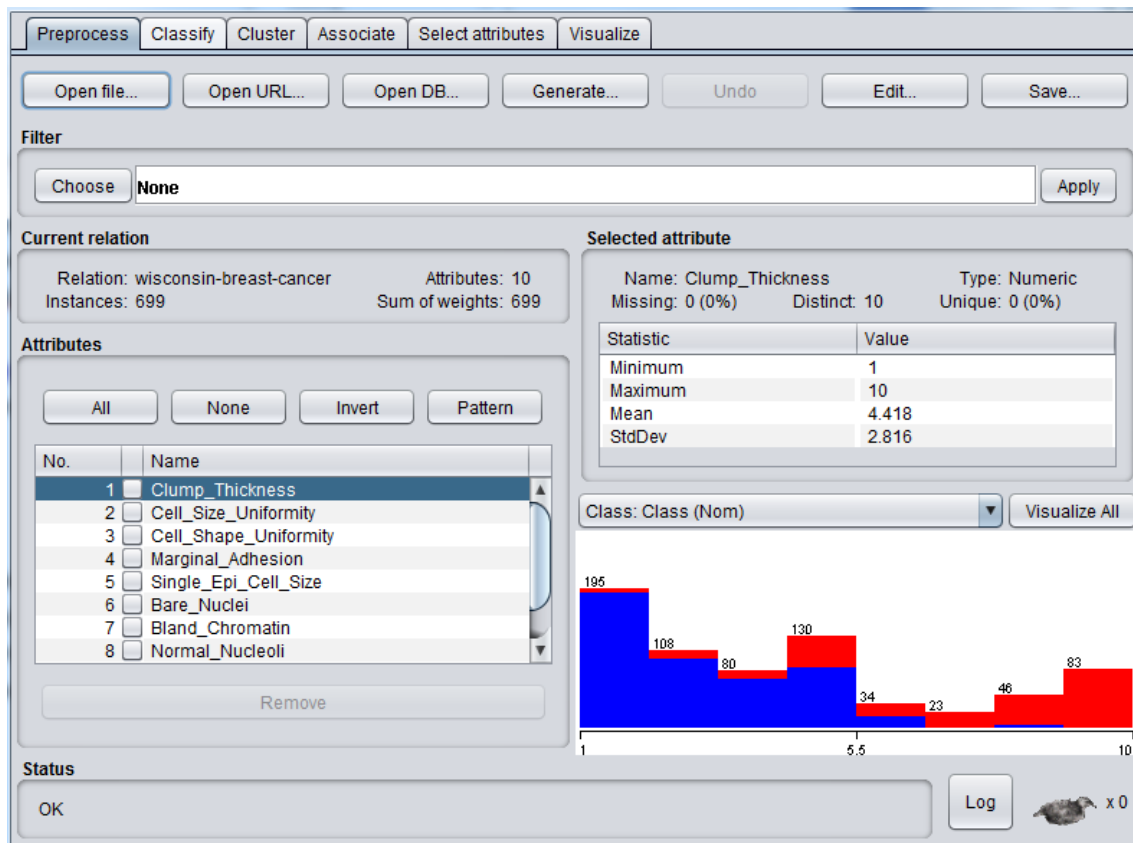 Preprocess Classify Cluster Associate Select attributes Visualize
Open file... Open URL... Open DB... Generate... Undo Edit... Save...
Filter
Choose None Apply
Current relation
Relation: wisconsin-breast-cancer Attributes: 10
Instances: 699 Sum of weights: 699
Attributes
All None Invert Pattern
No. Name
1 Clump_Thickness
2 Cell_Size_Uniformity
3 Cell_Shape_Uniformity
4 Marginal_Adhesion
5 Single_Epi_Cell_Size
6 Bare_Nuclei
7 Bland_Chromatin
8 Normal_Nucleoli
Remove
Selected attribute
Name: Clump_Thickness Type: Numeric
Missing: 0 (0%) Distinct: 10 Unique: 0 (0%)
Statistic Value
Minimum 1
Maximum 10
Mean 4.418
StdDev 2.816
Class: Class (Nom) Visualize All
195 108 80 130 34 23 46 83
1 5.5 10
Status
OK
Log x 0